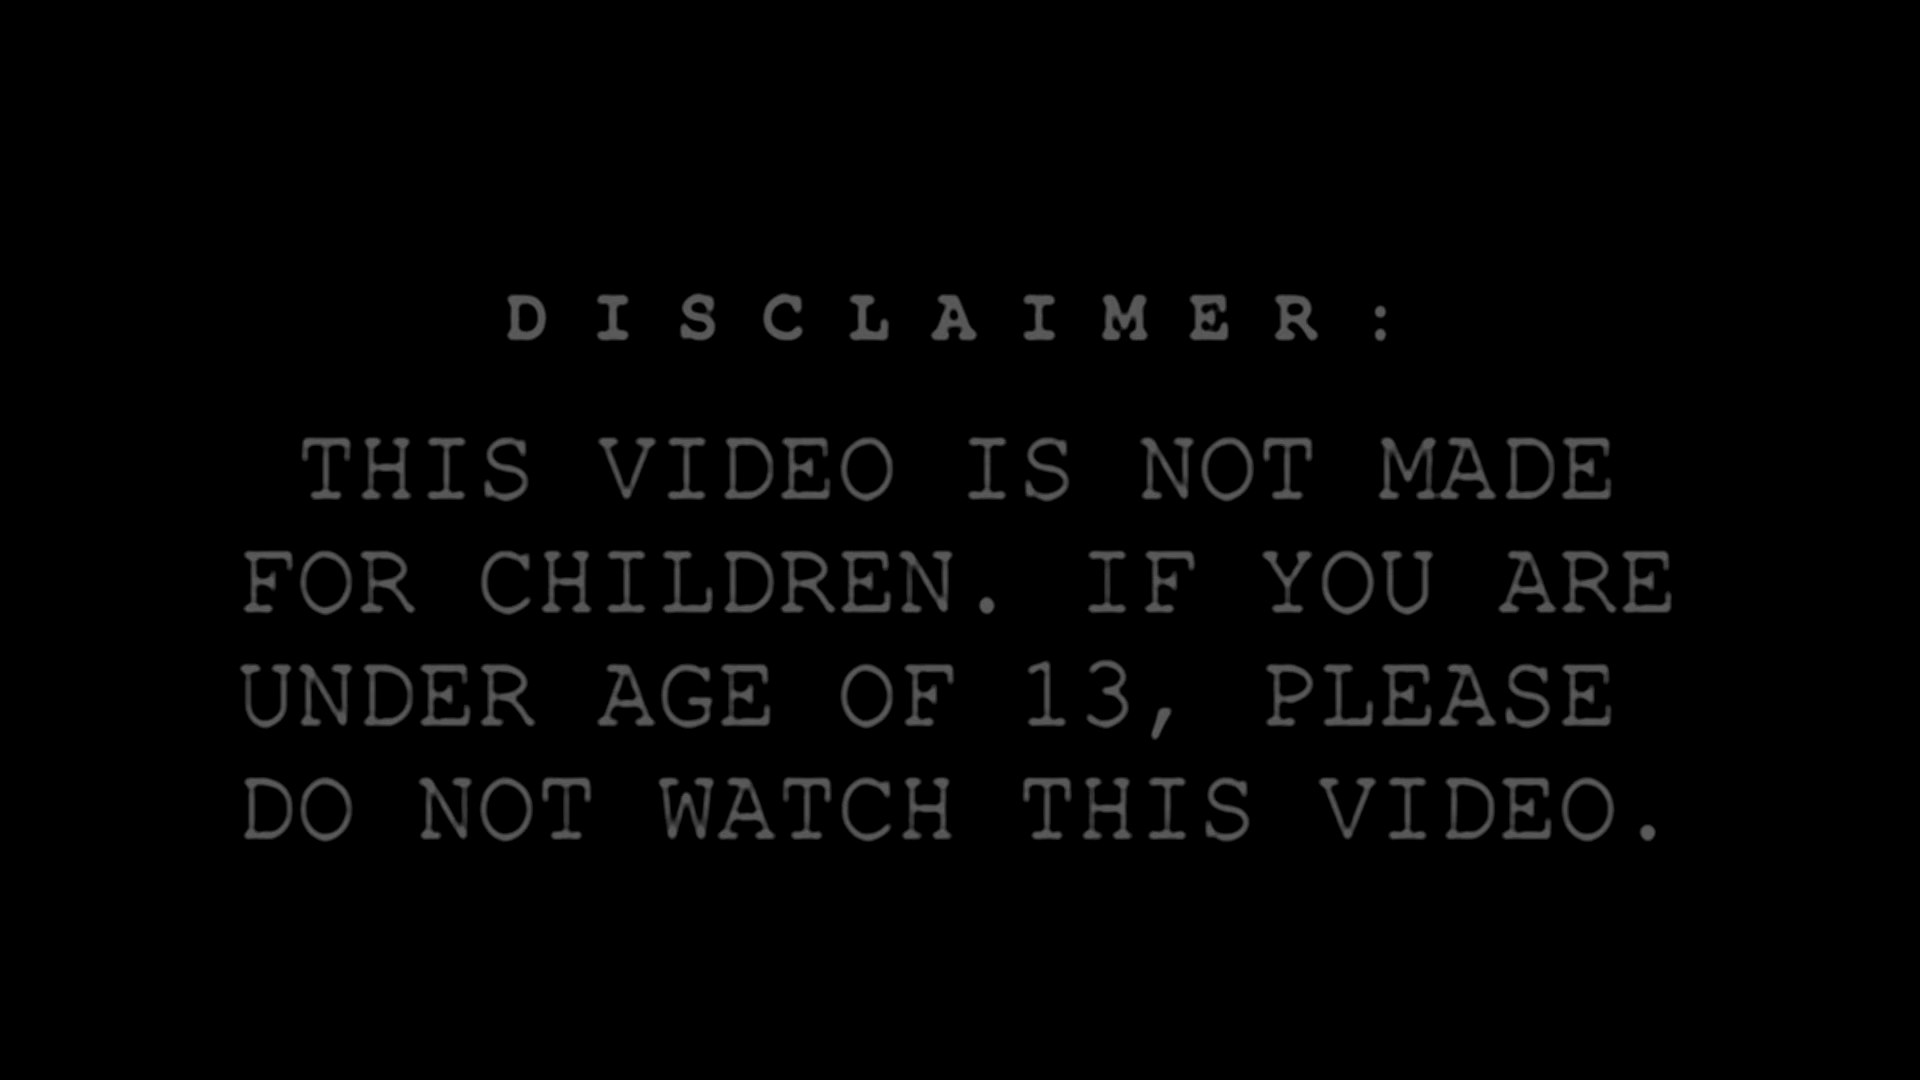 DISCLAIMER:
THIS VIDEO IS NOT MADE
FOR CHILDREN. IF YOU ARE
UNDER AGE OF 13, PLEASE
DO NOT WATCH THIS VIDEO.